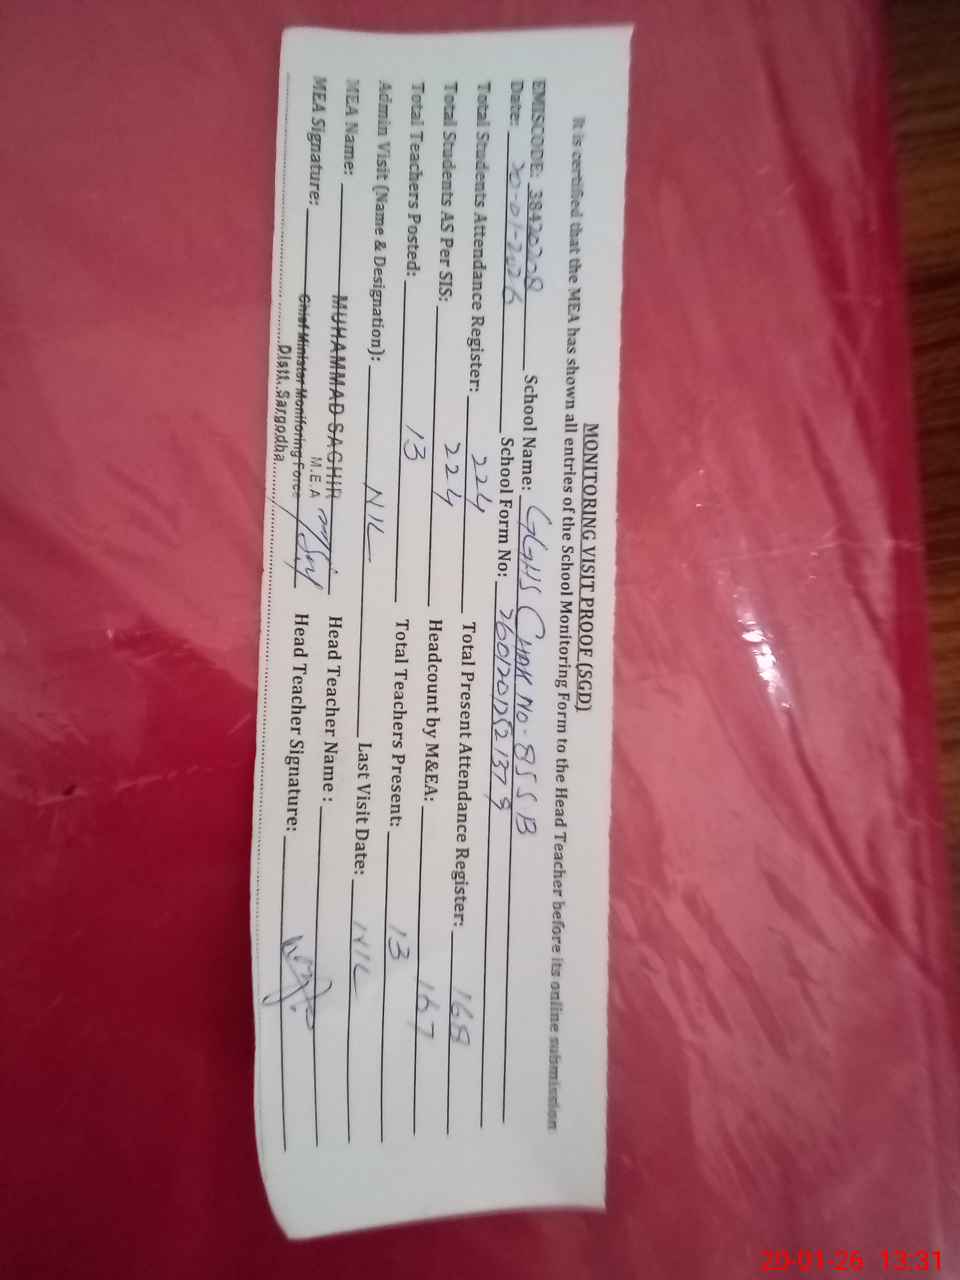 MONITORING VISIT PROOF (SGD)
It is certified that the MEA has shown all entries of the School Monitoring Form to the Head Teacher before its online submission
EMISCODE: 38420208 School Name: GGHS Chak No-85 SB
Date: 20-01-2026 School Form No:
Total Students Attendance Register: 224 Total Present Attendance Register: 168
Total Students AS Per SIS: 224 Headcount by M&EA: 167
Total Teachers Posted: 13 Total Teachers Present: 13
Admin Visit (Name & Designation): NIL Last Visit Date: NIL
MEA Name: MUHAMMAD SAGHIR Head Teacher Name :
M.E.A
MEA Signature: Chief Minister Monitoring Force Head Teacher Signature:
Distt. Sargodha
20-01-26 13:31